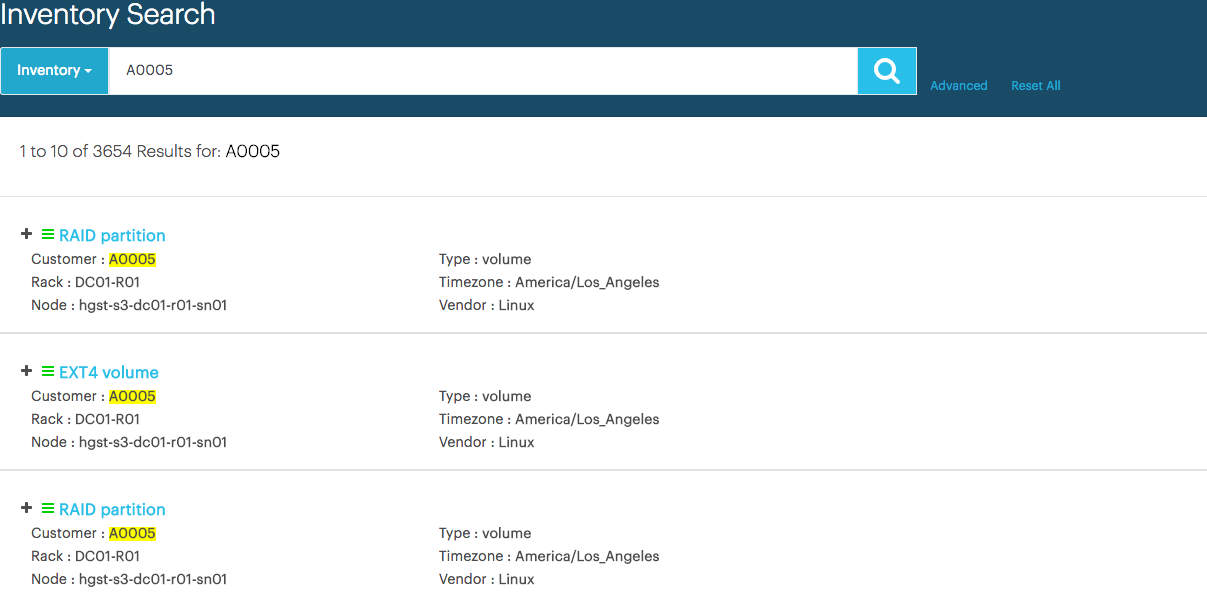 Inventory Search
Inventory
A0005
Advanced
Reset All
1 to 10 of 3654 Results for: A0005
RAID partition
Customer : A0005
Type : volume
Rack : DC01-R01
Timezone : America/Los_Angeles
Node : hgst-s3-dc01-r01-sn01
Vendor : Linux
EXT4 volume
Customer : A0005
Type : volume
Rack : DC01-R01
Timezone : America/Los_Angeles
Node : hgst-s3-dc01-r01-sn01
Vendor : Linux
RAID partition
Customer : A0005
Type : volume
Rack : DC01-R01
Timezone : America/Los_Angeles
Node : hgst-s3-dc01-r01-sn01
Vendor : Linux